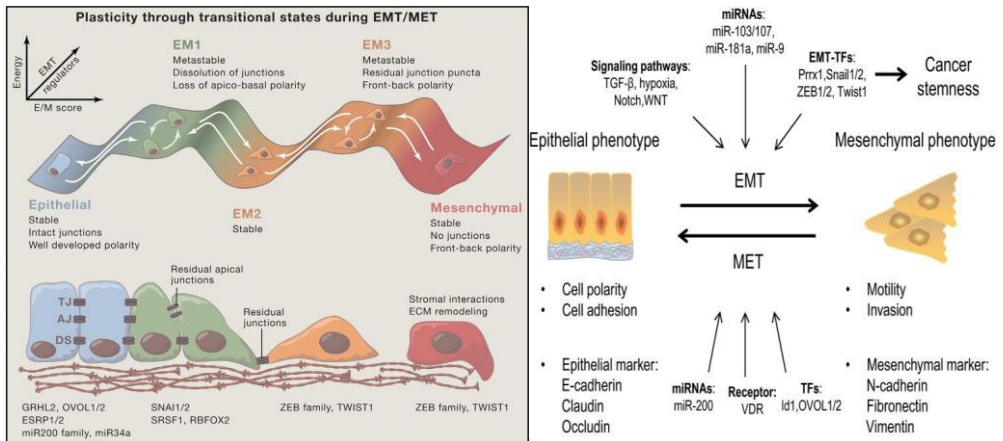 Plasticity through transitional states during EMT/MET
Energy
EMT
regulators
E/M score
EM1
Metastable
Dissolution of junctions
Loss of apico-basal polarity
EM3
Metastable
Residual junction puncta
Front-back polarity
Epithelial
Stable
Intact junctions
Well developed polarity
EM2
Stable
Mesenchymal
Stable
No junctions
Front-back polarity
Residual apical
junctions
TJ
AJ
DS
Residual
junctions
Stromal interactions
ECM remodeling
GRHL2, OVOL1/2
ESRP1/2
miR200 family, miR34a
SNAI1/2
SRSF1, RBFOX2
ZEB family, TWIST1
ZEB family, TWIST1
miRNAs:
miR-103/107,
miR-181a, miR-9
Signaling pathways:
TGF-β, hypoxia,
Notch,WNT
EMT-TFs:
Prrx1,Snail1/2,
ZEB1/2, Twist1
Cancer
stemness
Epithelial phenotype
Mesenchymal phenotype
EMT
MET
• Cell polarity
• Cell adhesion
• Motility
• Invasion
• Epithelial marker:
E-cadherin
Claudin
Occludin
miRNAs:
miR-200
Receptor:
VDR
TFs:
Id1,OVOL1/2
• Mesenchymal marker:
N-cadherin
Fibronectin
Vimentin